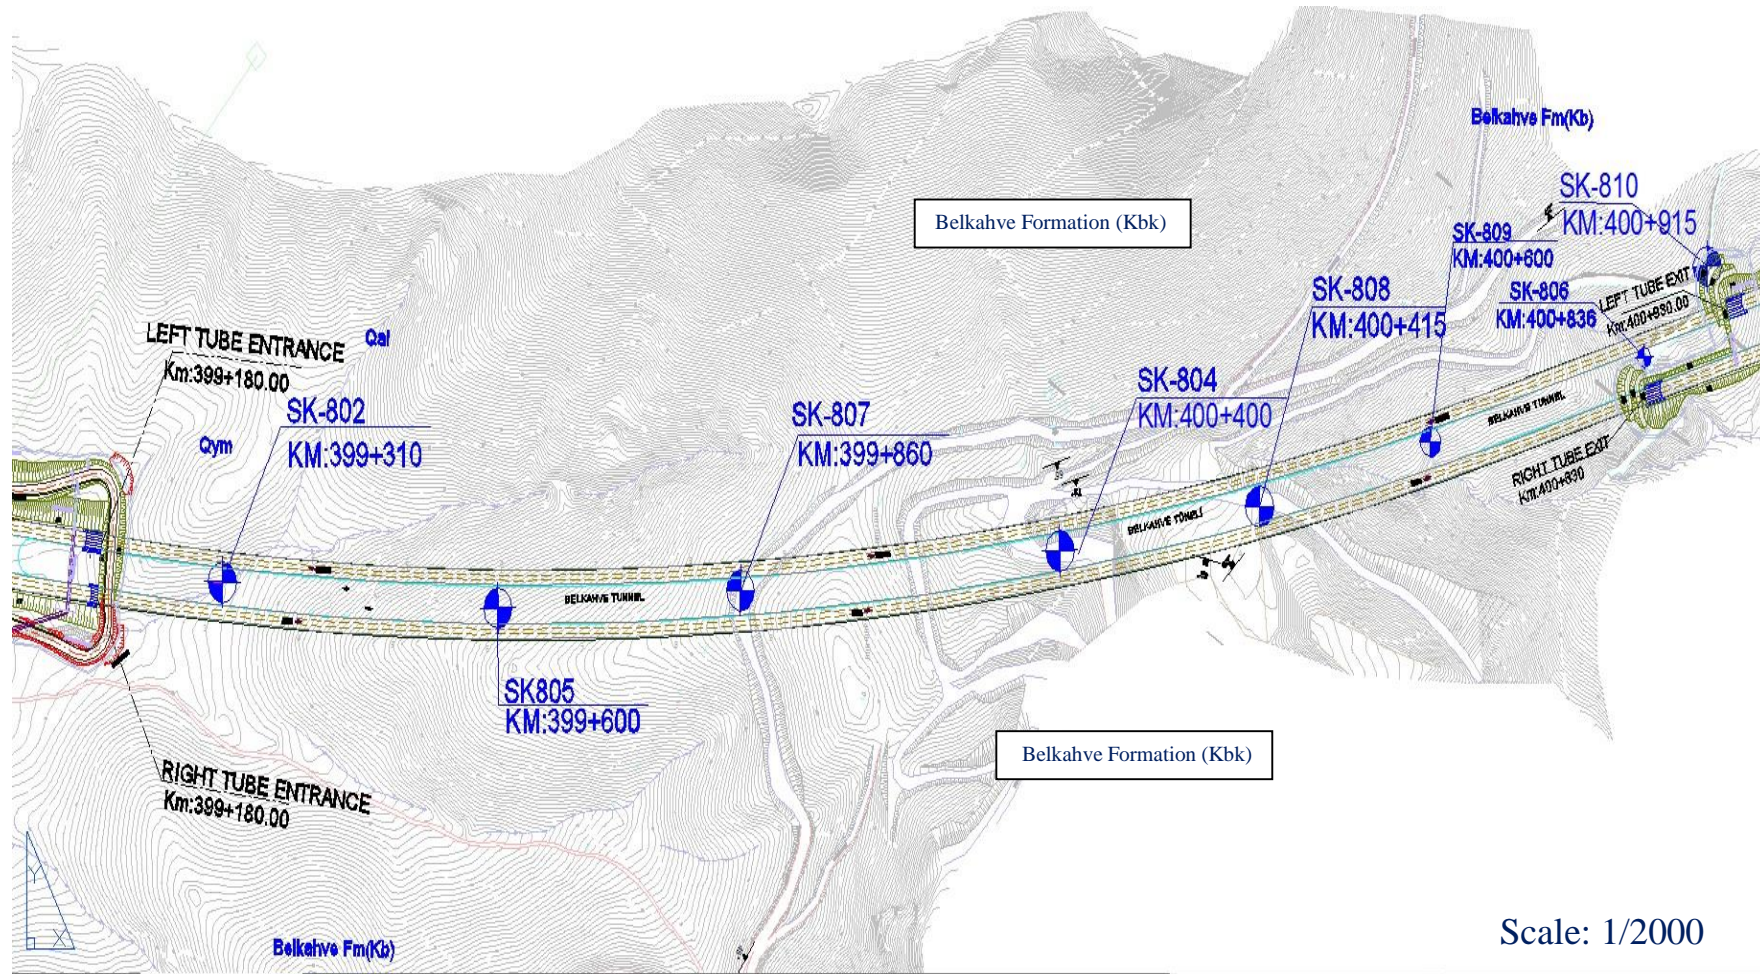 Belkahve Fm(Kb)
SK-810
KM:400+915
Belkahve Formation (Kbk)
SK-809
KM:400+600
SK-806
KM:400+836
LEFT TUBE EXIT
Km:400+930.00
SK-808
KM:400+415
LEFT TUBE ENTRANCE
Km:399+180.00
Qal
SK-804
KM:400+400
SK-802
KM:399+310
Qym
SK-807
KM:399+860
BELKAHVE TUNNEL
RIGHT TUBE EXIT
Km:400+830
BELKAHVE TÜNELİ
BELKAHVE TUNNEL
SK805
KM:399+600
Belkahve Formation (Kbk)
RIGHT TUBE ENTRANCE
Km:399+180.00
Y
X
Belkahve Fm(Kb)
Scale: 1/2000